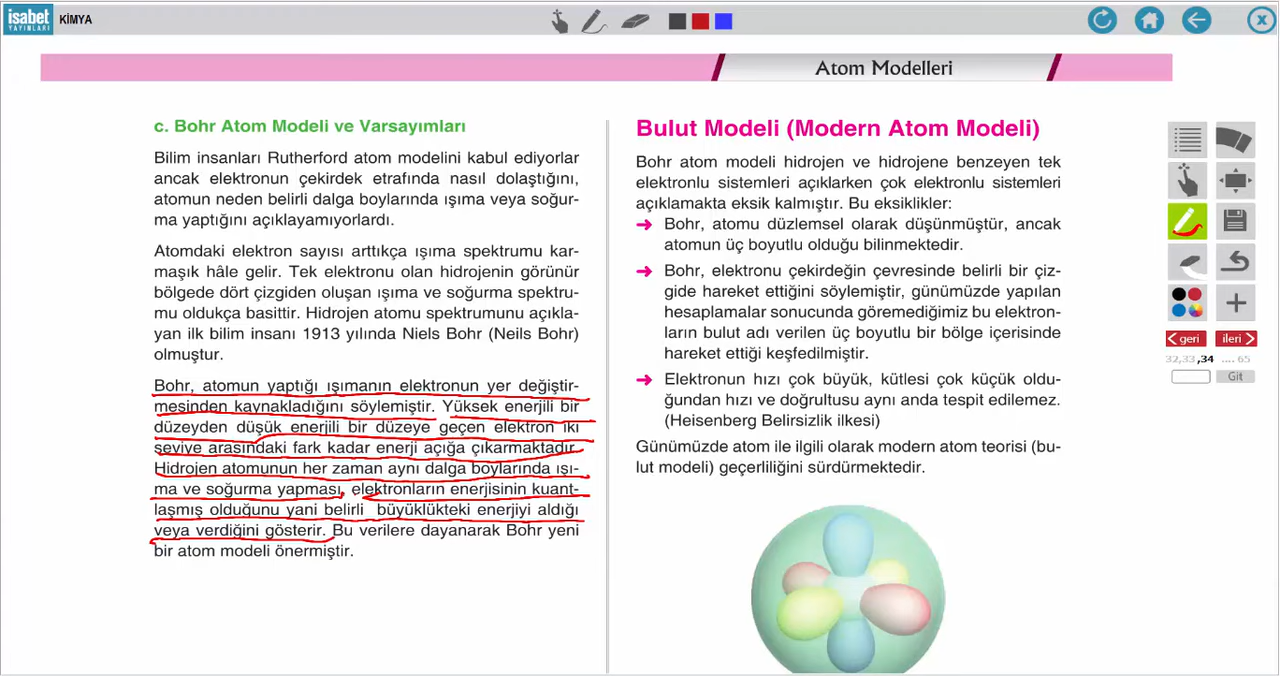 isabet
YAYINLARI
KİMYA
Atom Modelleri
c. Bohr Atom Modeli ve Varsayımları
Bilim insanları Rutherford atom modelini kabul ediyorlar
ancak elektronun çekirdek etrafında nasıl dolaştığını,
atomun neden belirli dalga boylarında ışıma veya soğur-
ma yaptığını açıklayamıyorlardı.
Atomdaki elektron sayısı arttıkça ışıma spektrumu kar-
maşık hâle gelir. Tek elektronu olan hidrojenin görünür
bölgede dört çizgiden oluşan ışıma ve soğurma spektru-
mu oldukça basittir. Hidrojen atomu spektrumunu açıkla-
yan ilk bilim insanı 1913 yılında Niels Bohr (Neils Bohr)
olmuştur.
Bohr, atomun yaptığı ışımanın elektronun yer değiştir-
mesinden kaynakladığını söylemiştir. Yüksek enerjili bir
düzeyden düşük enerjili bir düzeye geçen elektron iki
seviye arasındaki fark kadar enerji açığa çıkarmaktadır.
Hidrojen atomunun her zaman aynı dalga boylarında ışı-
ma ve soğurma yapması, elektronların enerjisinin kuant-
laşmış olduğunu yani belirli büyüklükteki enerjiyi aldığı
veya verdiğini gösterir. Bu verilere dayanarak Bohr yeni
bir atom modeli önermiştir.
Bulut Modeli (Modern Atom Modeli)
Bohr atom modeli hidrojen ve hidrojene benzeyen tek
elektronlu sistemleri açıklarken çok elektronlu sistemleri
açıklamakta eksik kalmıştır. Bu eksiklikler:
Bohr, atomu düzlemsel olarak düşünmüştür, ancak
atomun üç boyutlu olduğu bilinmektedir.
Bohr, elektronu çekirdeğin çevresinde belirli bir çiz-
gide hareket ettiğini söylemiştir, günümüzde yapılan
hesaplamalar sonucunda göremediğimiz bu elektron-
ların bulut adı verilen üç boyutlu bir bölge içerisinde
hareket ettiği keşfedilmiştir.
Elektronun hızı çok büyük, kütlesi çok küçük oldu-
ğundan hızı ve doğrultusu aynı anda tespit edilemez.
(Heisenberg Belirsizlik ilkesi)
Günümüzde atom ile ilgili olarak modern atom teorisi (bu-
lut modeli) geçerliliğini sürdürmektedir.
geri
ileri
32,33,34 .... 65
Git